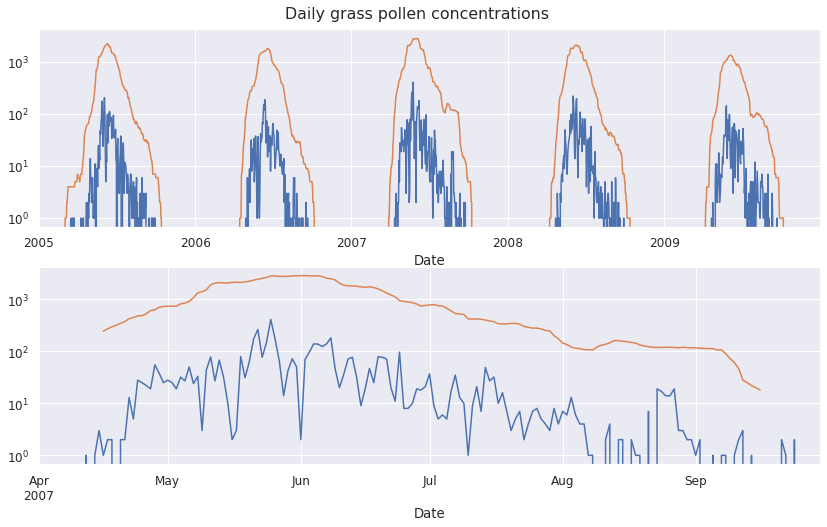 Daily grass pollen concentrations
10³
10²
10¹
10⁰
2005 2006 2007 2008 2009
Date
10³
10²
10¹
10⁰
Apr May Jun Jul Aug Sep
2007
Date